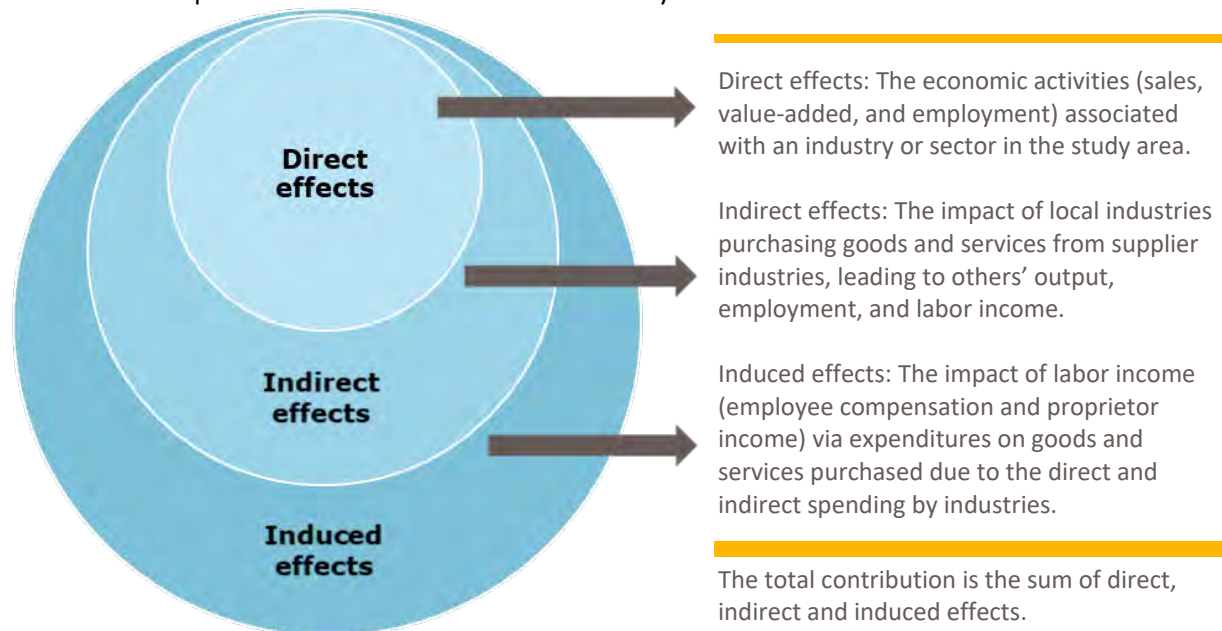 Direct
effects
Indirect
effects
Induced
effects
Direct effects: The economic activities (sales,
value-added, and employment) associated
with an industry or sector in the study area.
Indirect effects: The impact of local industries
purchasing goods and services from supplier
industries, leading to others’ output,
employment, and labor income.
Induced effects: The impact of labor income
(employee compensation and proprietor
income) via expenditures on goods and
services purchased due to the direct and
indirect spending by industries.
The total contribution is the sum of direct,
indirect and induced effects.